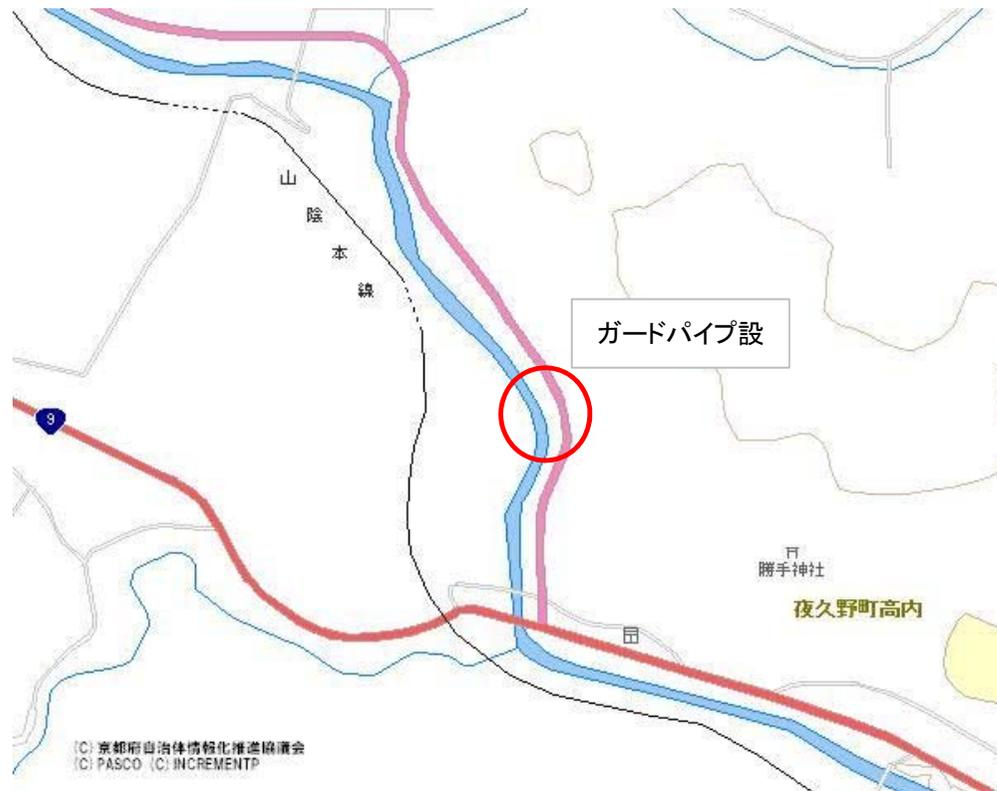 山陰本線
ガードパイプ設
9
勝手神社
夜久野町高内
(C) 京都府自治体情報化推進協議会
(C) PASCO (C) INCREMENTP